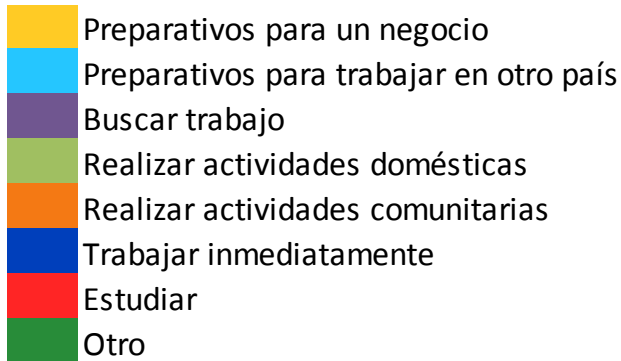 Preparativos para un negocio
Preparativos para trabajar en otro país
Buscar trabajo
Realizar actividades domésticas
Realizar actividades comunitarias
Trabajar inmediatamente
Estudiar
Otro